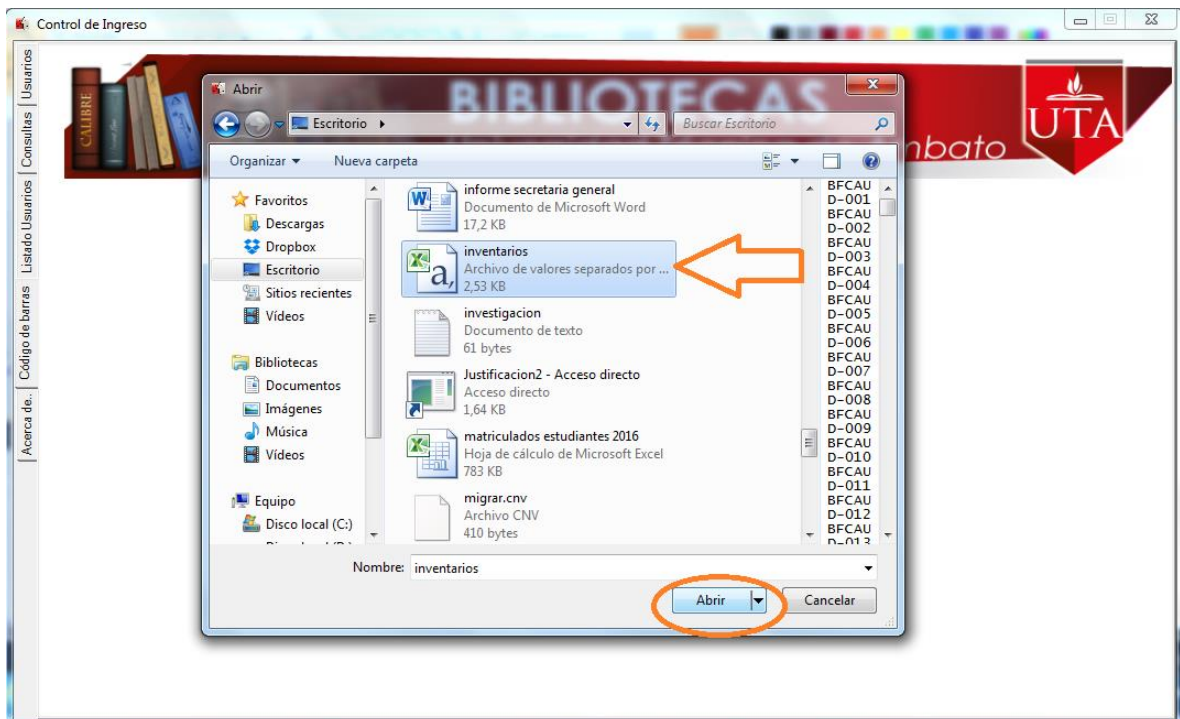 Control de Ingreso
Usuarios
Consultas
Listado Usuarios
Código de barras
Acerca de..
CALIBRE
BIBLIOTECAS
mbato
UTA
Abrir
Escritorio
Buscar Escritorio
Organizar
Nueva carpeta
Favoritos
Descargas
Dropbox
Escritorio
Sitios recientes
Vídeos
Bibliotecas
Documentos
Imágenes
Música
Vídeos
Equipo
Disco local (C:)
informe secretaria general
Documento de Microsoft Word
17,2 KB
inventarios
Archivo de valores separados por ...
2,53 KB
investigacion
Documento de texto
61 bytes
Justificacion2 - Acceso directo
Acceso directo
1,64 KB
matriculados estudiantes 2016
Hoja de cálculo de Microsoft Excel
783 KB
migrar.cnv
Archivo CNV
410 bytes
BFCAU
D-001
BFCAU
D-002
BFCAU
D-003
BFCAU
D-004
BFCAU
D-005
BFCAU
D-006
BFCAU
D-007
BFCAU
D-008
BFCAU
D-009
BFCAU
D-010
BFCAU
D-011
BFCAU
D-012
BFCAU
D-013
Nombre: inventarios
Abrir
Cancelar